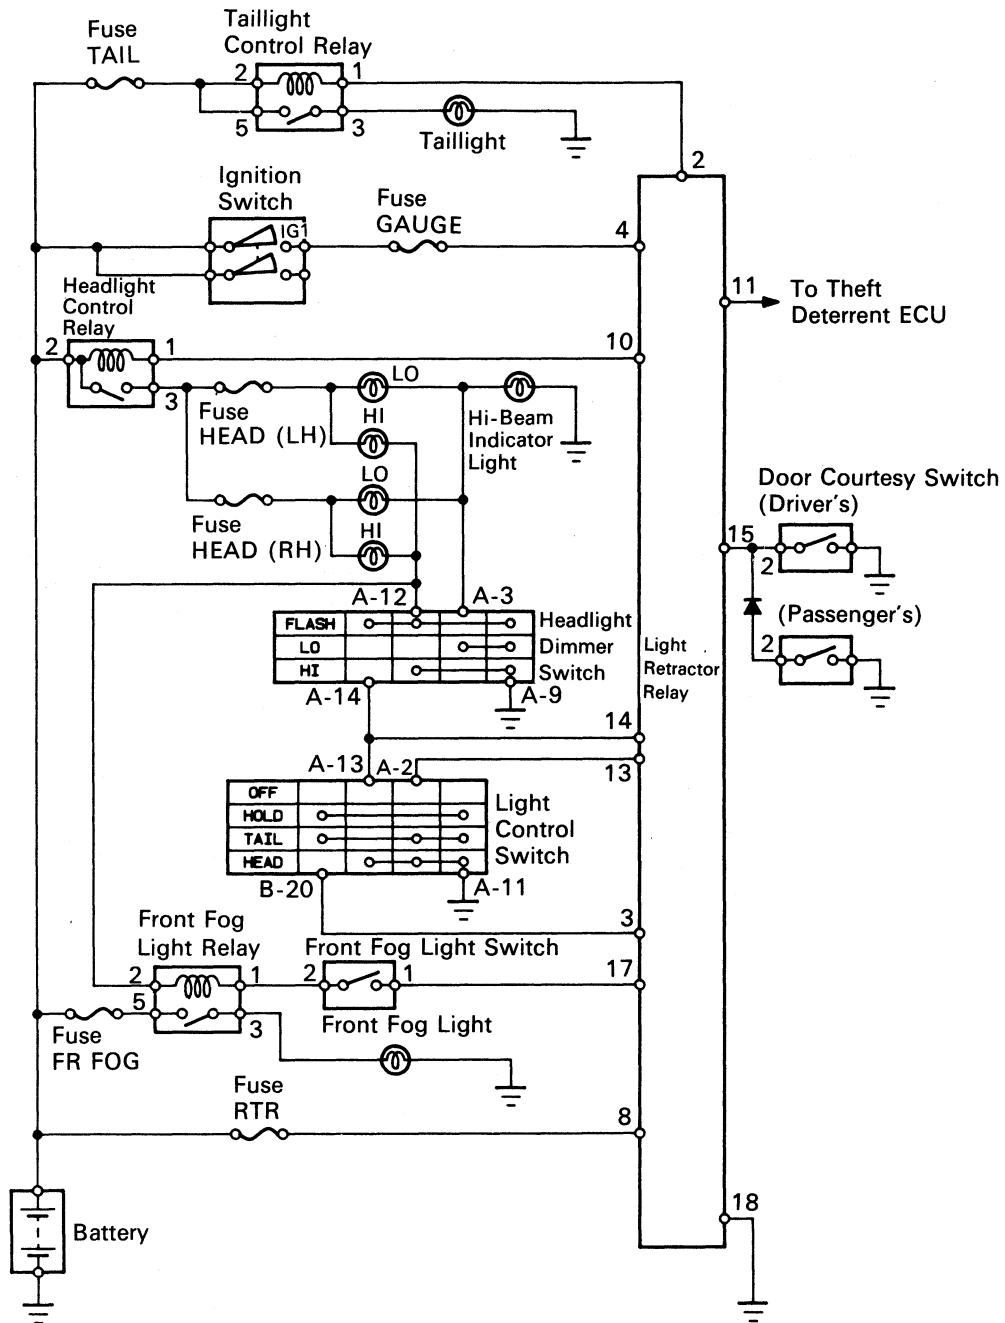 Fuse
TAIL
Taillight
Control Relay
2
1
5
3
Taillight
2
Ignition
Switch
IG1
Fuse
GAUGE
4
11
To Theft
Deterrent ECU
Headlight
Control
Relay
2
1
10
3
Fuse
HEAD (LH)
LO
HI
Hi-Beam
Indicator
Light
Fuse
HEAD (RH)
LO
HI
Door Courtesy Switch
(Driver's)
15
2
(Passenger's)
2
A-12
A-3
FLASH
LO
HI
Headlight
Dimmer
Switch
A-14
A-9
Light
Retractor
Relay
14
13
A-13
A-2
OFF
HOLD
TAIL
HEAD
Light
Control
Switch
B-20
A-11
3
Front Fog
Light Relay
Front Fog Light Switch
2
1
2
1
17
5
3
Front Fog Light
Fuse
FR FOG
Fuse
RTR
8
18
Battery